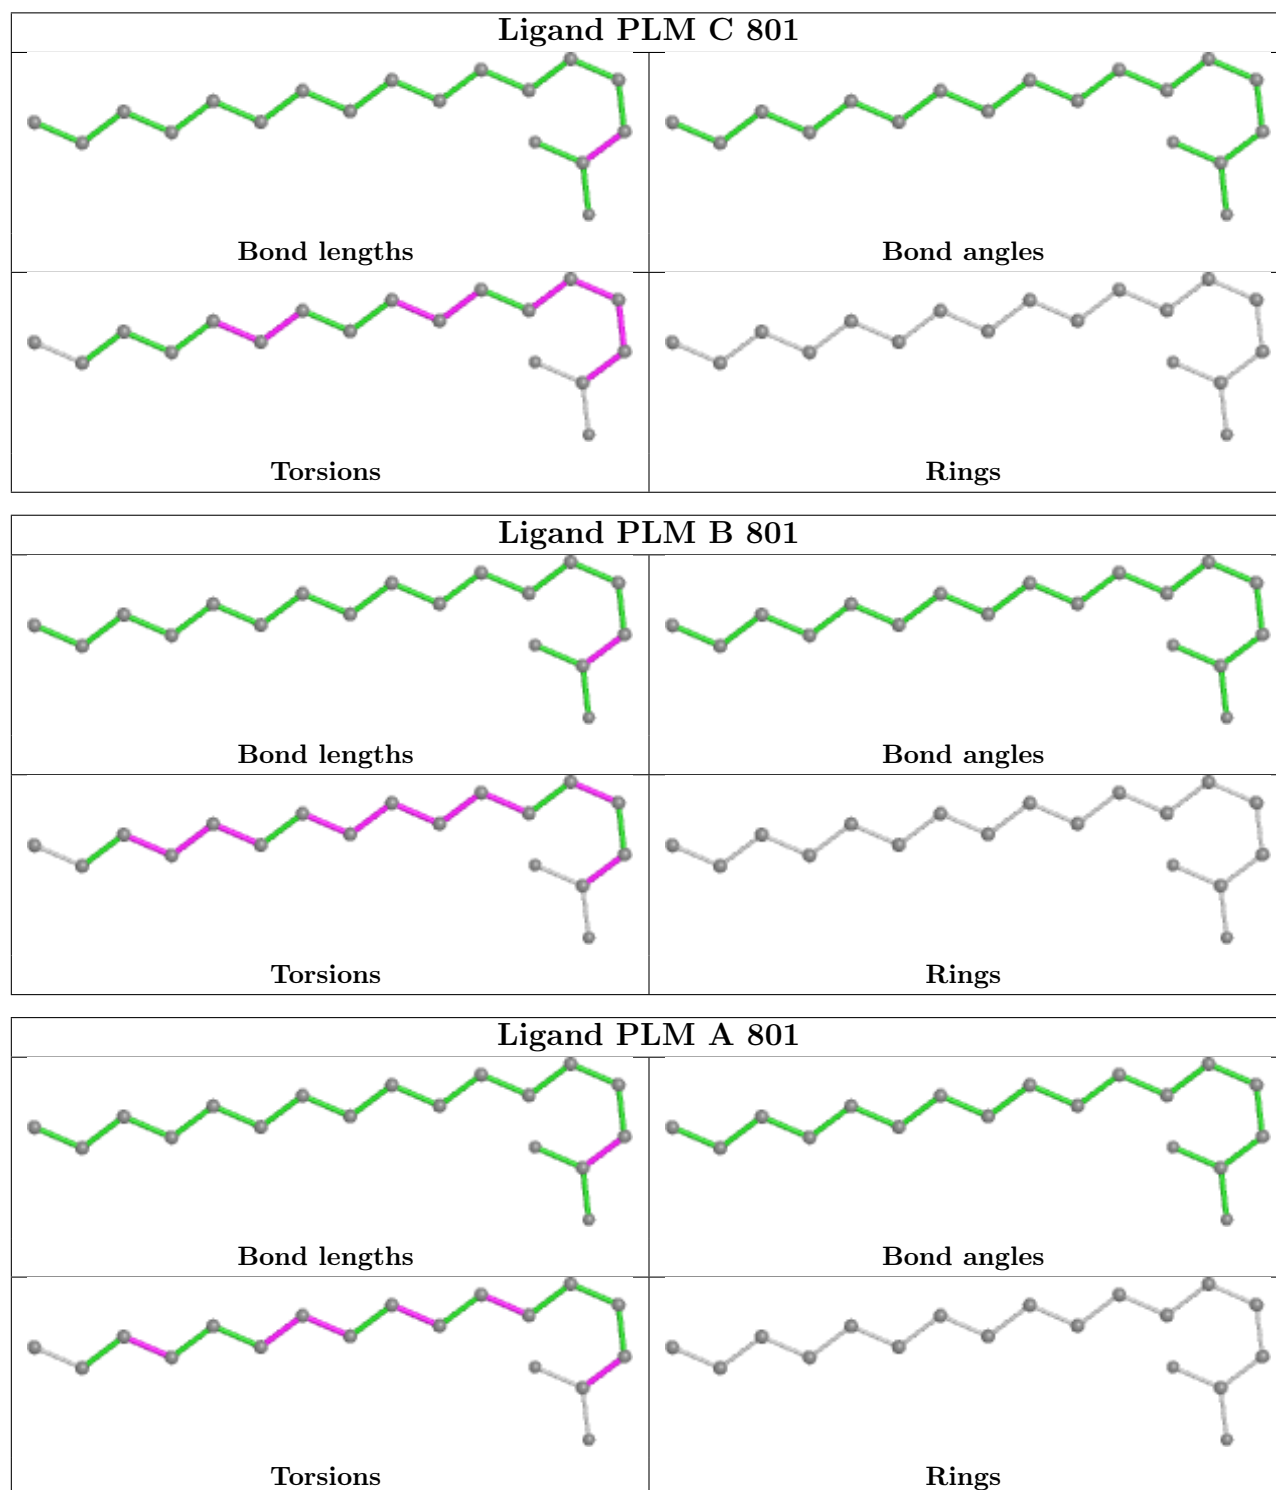 Ligand PLM C 801
Bond lengths
Bond angles
Torsions
Rings
Ligand PLM B 801
Bond lengths
Bond angles
Torsions
Rings
Ligand PLM A 801
Bond lengths
Bond angles
Torsions
Rings